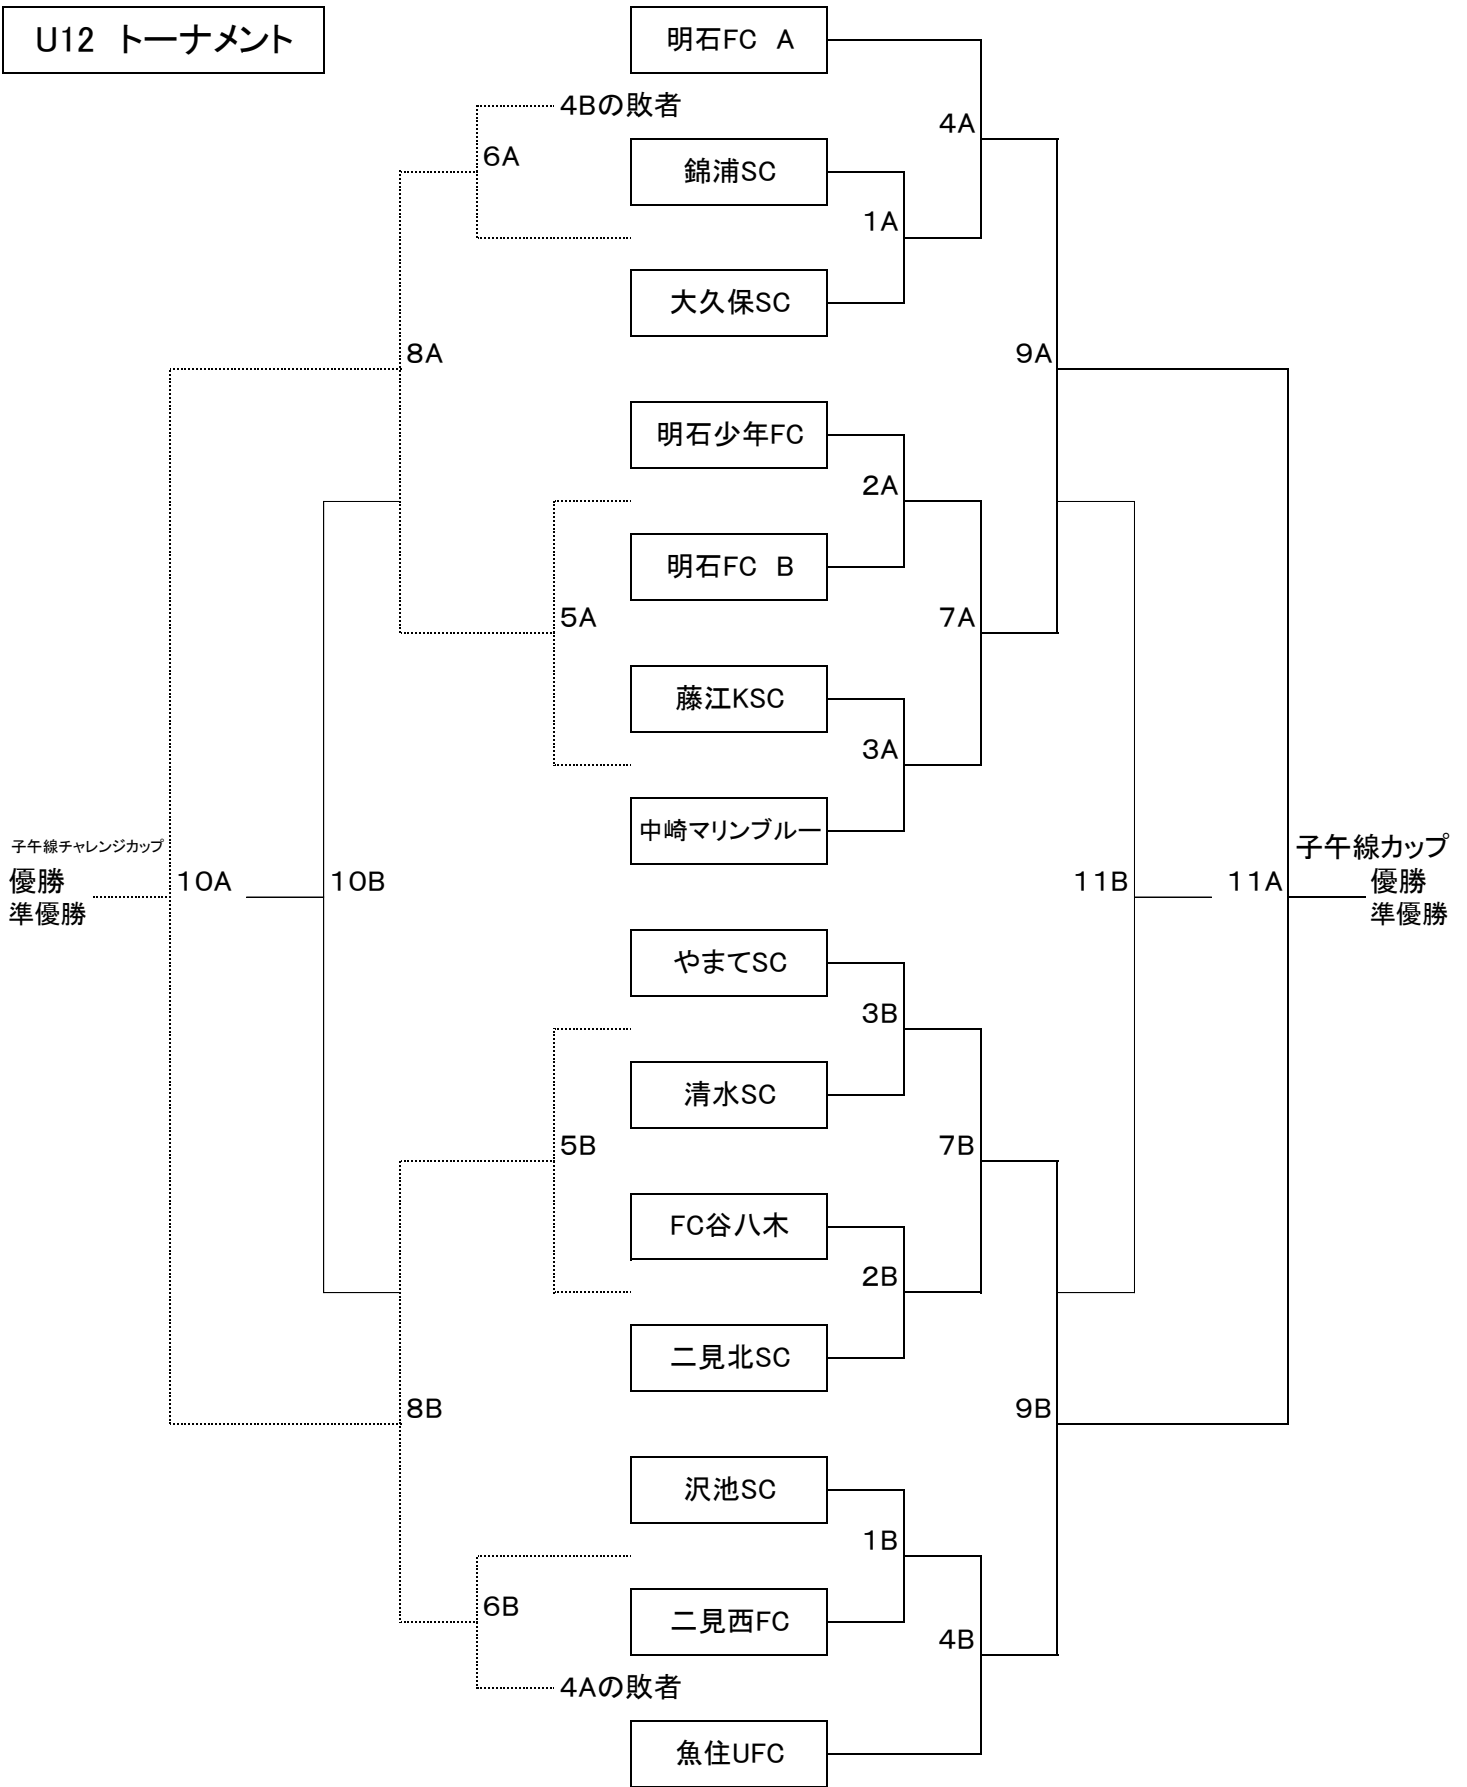 U12　トーナメント
明石FC　A
4Bの敗者
4A
6A
錦浦SC
1A
大久保SC
8A
9A
明石少年FC
2A
明石FC　B
5A
7A
藤江KSC
3A
中崎マリンブルー
子午線チャレンジカップ
優勝
準優勝
10A
10B
11B
11A
子午線カップ
優勝
準優勝
やまてSC
3B
清水SC
5B
7B
FC谷八木
2B
二見北SC
8B
9B
沢池SC
1B
6B
二見西FC
4B
4Aの敗者
魚住UFC